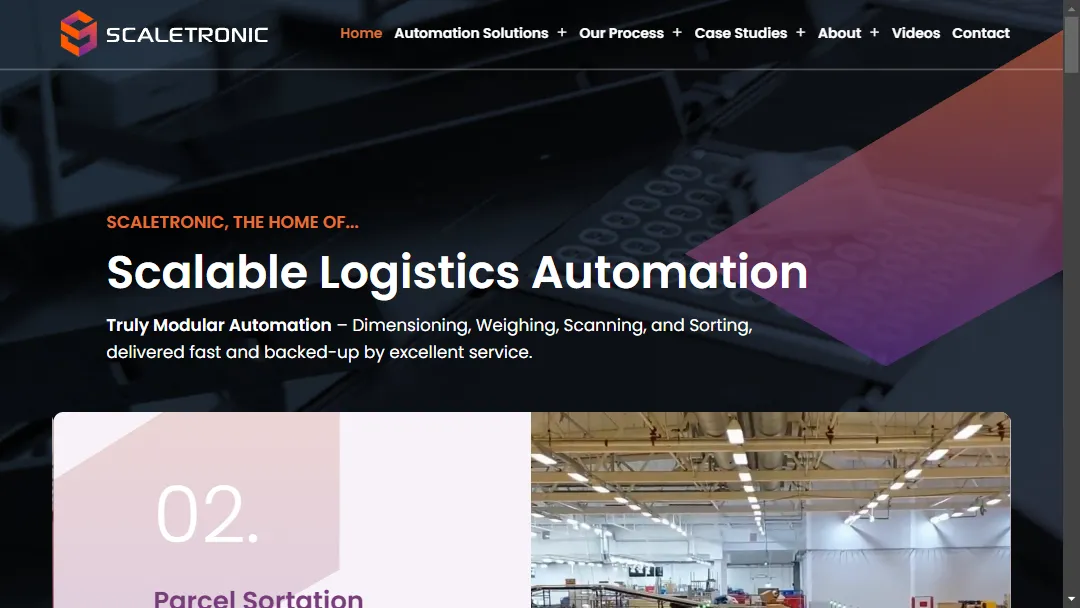 SCALETRONIC
Home Automation Solutions + Our Process + Case Studies + About + Videos Contact
SCALETRONIC, THE HOME OF...
Scalable Logistics Automation
Truly Modular Automation – Dimensioning, Weighing, Scanning, and Sorting,
delivered fast and backed-up by excellent service.
02.
Parcel Sortation